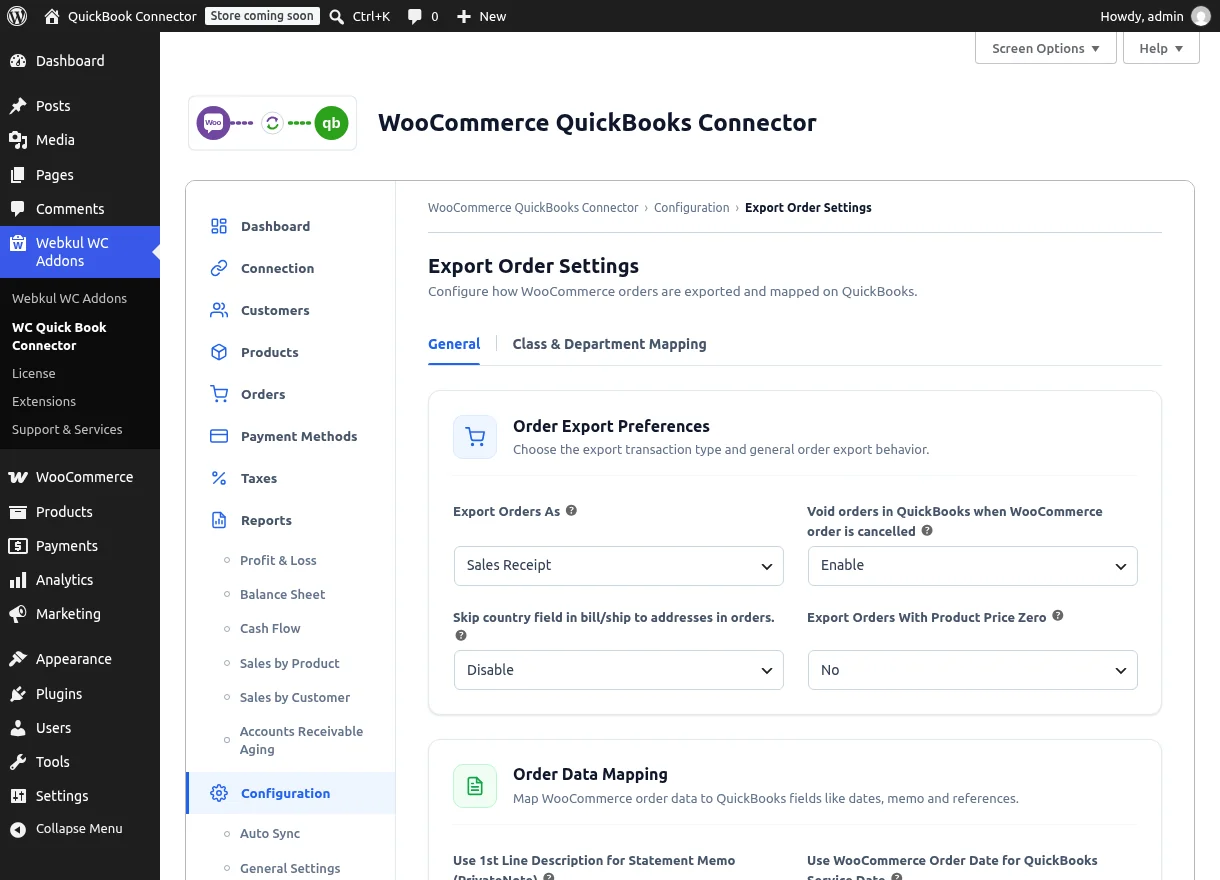 QuickBook Connector
Store coming soon
Ctrl+K
0
New
Howdy, admin
Screen Options
Help
Dashboard
Posts
Media
Pages
Comments
Webkul WC
Addons
Webkul WC Addons
WC Quick Book
Connector
License
Extensions
Support & Services
WooCommerce
Products
Payments
Analytics
Marketing
Appearance
Plugins
Users
Tools
Settings
Collapse Menu
Woo
qb
WooCommerce QuickBooks Connector
Dashboard
Connection
Customers
Products
Orders
Payment Methods
Taxes
Reports
Profit & Loss
Balance Sheet
Cash Flow
Sales by Product
Sales by Customer
Accounts Receivable
Aging
Configuration
Auto Sync
General Settings
WooCommerce QuickBooks Connector › Configuration › Export Order Settings
Export Order Settings
Configure how WooCommerce orders are exported and mapped on QuickBooks.
General
Class & Department Mapping
Order Export Preferences
Choose the export transaction type and general order export behavior.
Export Orders As
Sales Receipt
Void orders in QuickBooks when WooCommerce
order is cancelled
Enable
Skip country field in bill/ship to addresses in orders.
Disable
Export Orders With Product Price Zero
No
Order Data Mapping
Map WooCommerce order data to QuickBooks fields like dates, memo and references.
Use 1st Line Description for Statement Memo
(PrivateNote)
Use WooCommerce Order Date for QuickBooks
Service Date